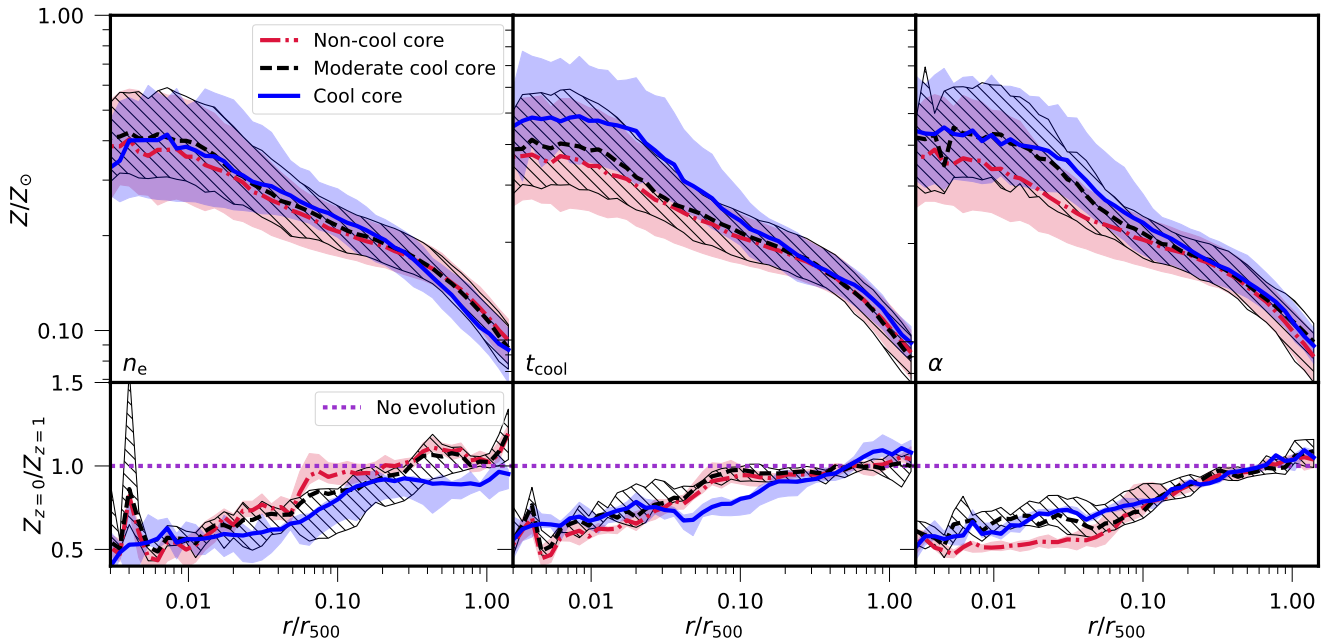 1.00
0.10
Z/Z⊙
Non-cool core
Moderate cool core
Cool core
nₑ
t_cool
α
1.5
1.0
0.5
Z_{z=0}/Z_{z=1}
No evolution
0.01 0.10 1.00
0.01 0.10 1.00
0.01 0.10 1.00
r/r₅₀₀
r/r₅₀₀
r/r₅₀₀